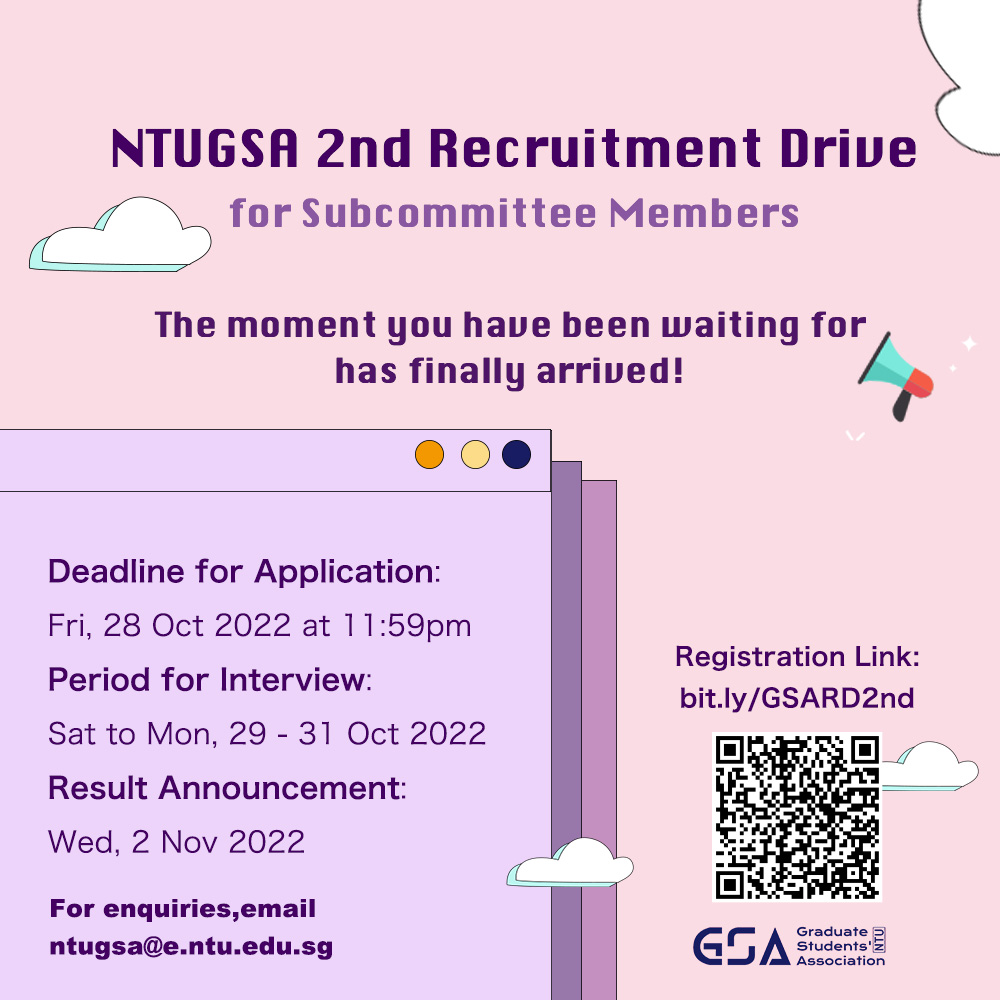 NTUGSA 2nd Recruitment Drive
for Subcommittee Members
The moment you have been waiting for
has finally arrived!
Deadline for Application:
Fri, 28 Oct 2022 at 11:59pm
Period for Interview:
Sat to Mon, 29 - 31 Oct 2022
Result Announcement:
Wed, 2 Nov 2022
For enquiries,email
ntugsa@e.ntu.edu.sg
Registration Link:
bit.ly/GSARD2nd
GSA
Graduate
Students'
Association
NTU